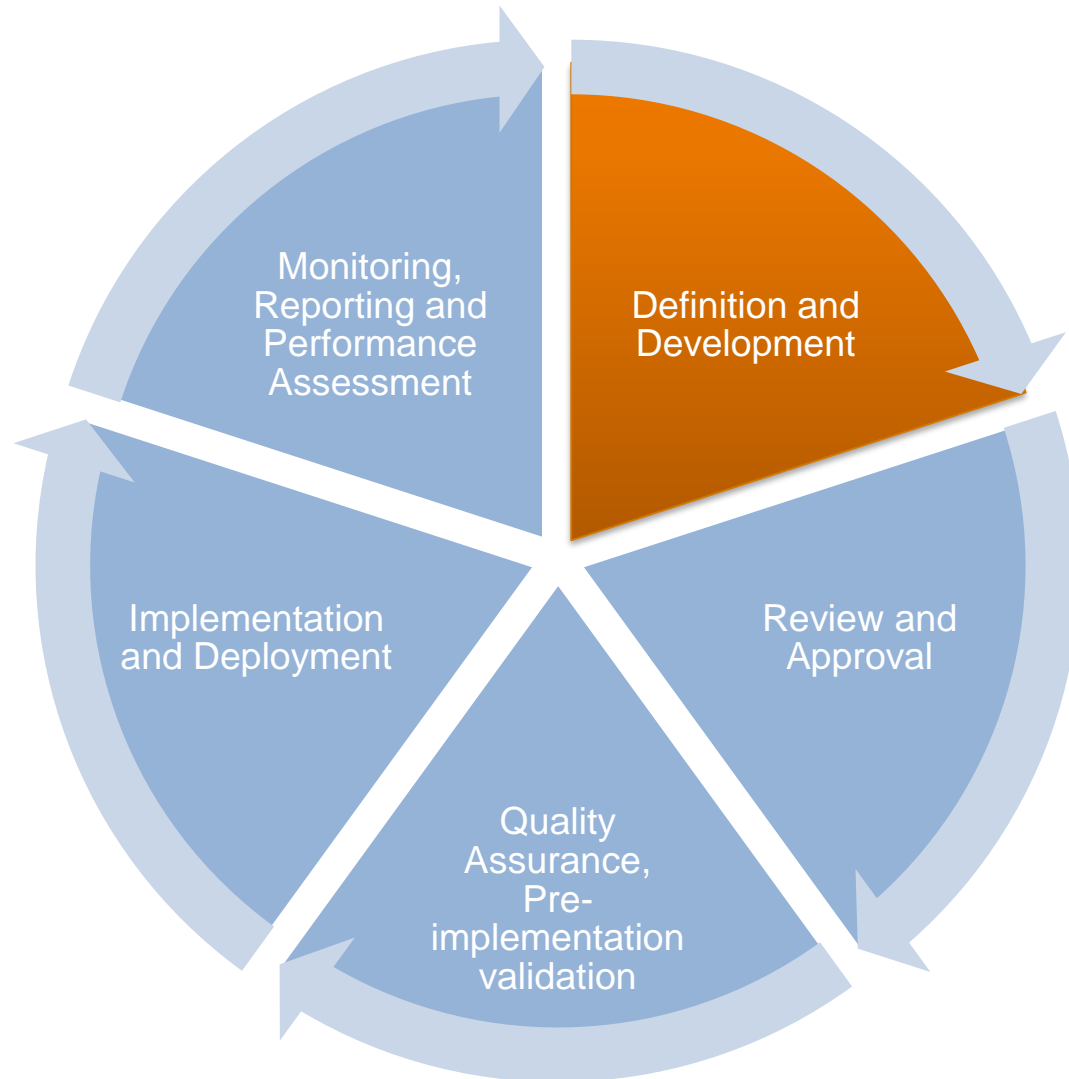 Monitoring,
Reporting and
Performance
Assessment
Definition and
Development
Implementation
and Deployment
Review and
Approval
Quality
Assurance,
Pre-
implementation
validation